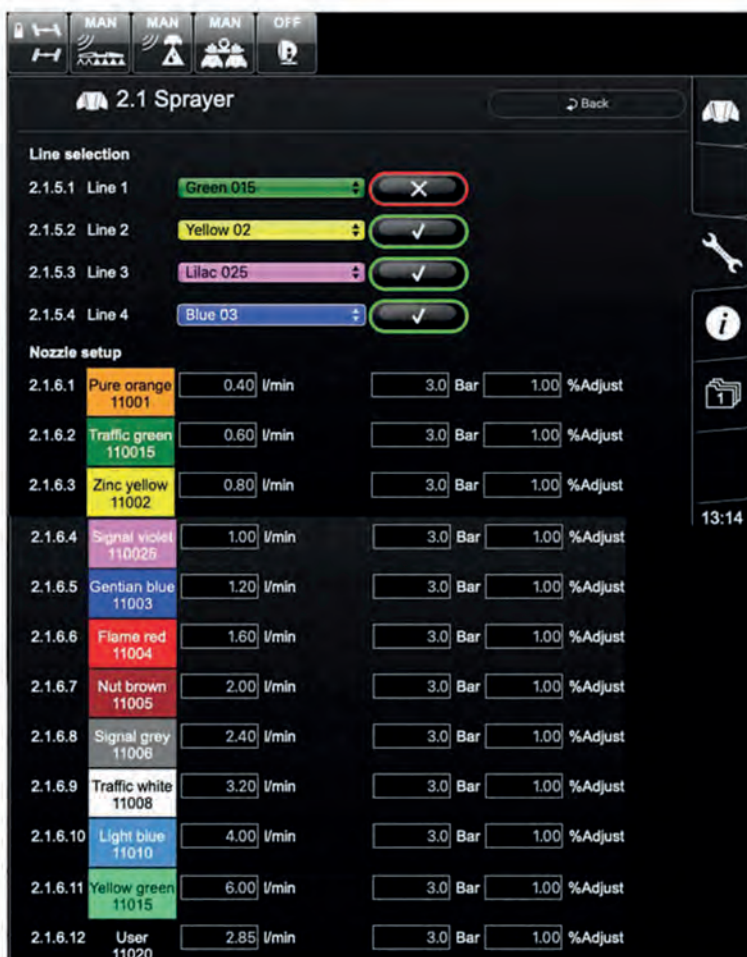 MAN MAN MAN OFF
2.1 Sprayer Back
Line selection
2.1.5.1 Line 1 Green 015
2.1.5.2 Line 2 Yellow 02
2.1.5.3 Line 3 Lilac 025
2.1.5.4 Line 4 Blue 03
Nozzle setup
2.1.6.1 Pure orange 11001 0.40 l/min 3.0 Bar 1.00 %Adjust
2.1.6.2 Traffic green 110015 0.60 l/min 3.0 Bar 1.00 %Adjust
2.1.6.3 Zinc yellow 11002 0.80 l/min 3.0 Bar 1.00 %Adjust
1
13:14
2.1.6.4 Signal violet 110025 1.00 l/min 3.0 Bar 1.00 %Adjust
2.1.6.5 Gentian blue 11003 1.20 l/min 3.0 Bar 1.00 %Adjust
2.1.6.6 Flame red 11004 1.60 l/min 3.0 Bar 1.00 %Adjust
2.1.6.7 Nut brown 11005 2.00 l/min 3.0 Bar 1.00 %Adjust
2.1.6.8 Signal grey 11006 2.40 l/min 3.0 Bar 1.00 %Adjust
2.1.6.9 Traffic white 11008 3.20 l/min 3.0 Bar 1.00 %Adjust
2.1.6.10 Light blue 11010 4.00 l/min 3.0 Bar 1.00 %Adjust
2.1.6.11 Yellow green 11015 6.00 l/min 3.0 Bar 1.00 %Adjust
2.1.6.12 User 11020 2.85 l/min 3.0 Bar 1.00 %Adjust